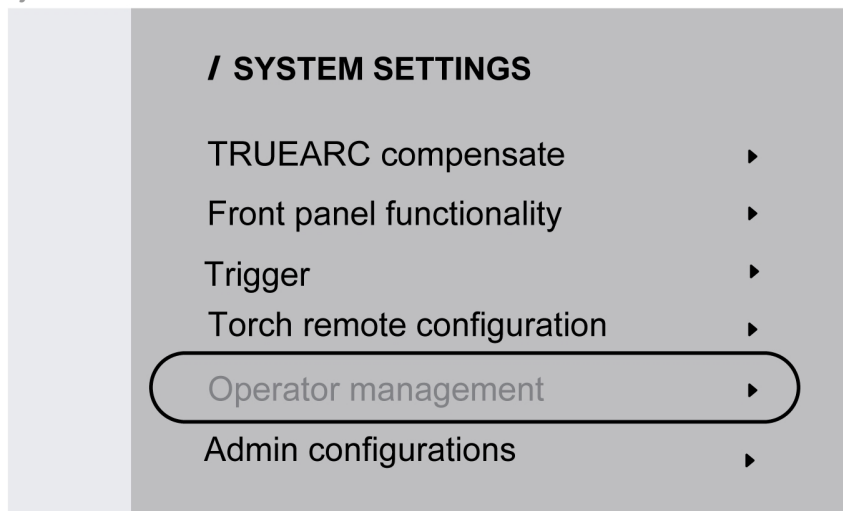 / SYSTEM SETTINGS
TRUEARC compensate
Front panel functionality
Trigger
Torch remote configuration
Operator management
Admin configurations